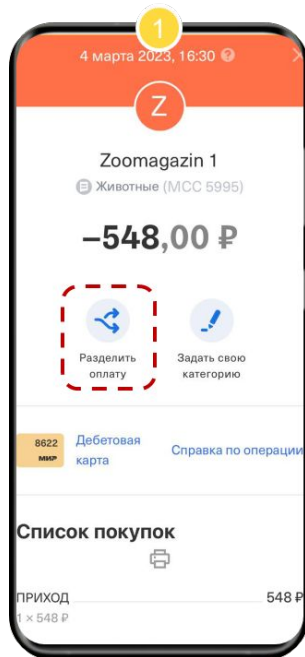 1
4 марта 2023, 16:30 ?
Z
Zoomagazin 1
Животные (MCC 5995)
–548,00 ₽
Разделить
оплату
Задать свою
категорию
8622
МИР
Дебетовая
карта
Справка по операции
Список покупок
ПРИХОД 548 ₽
1 × 548 ₽